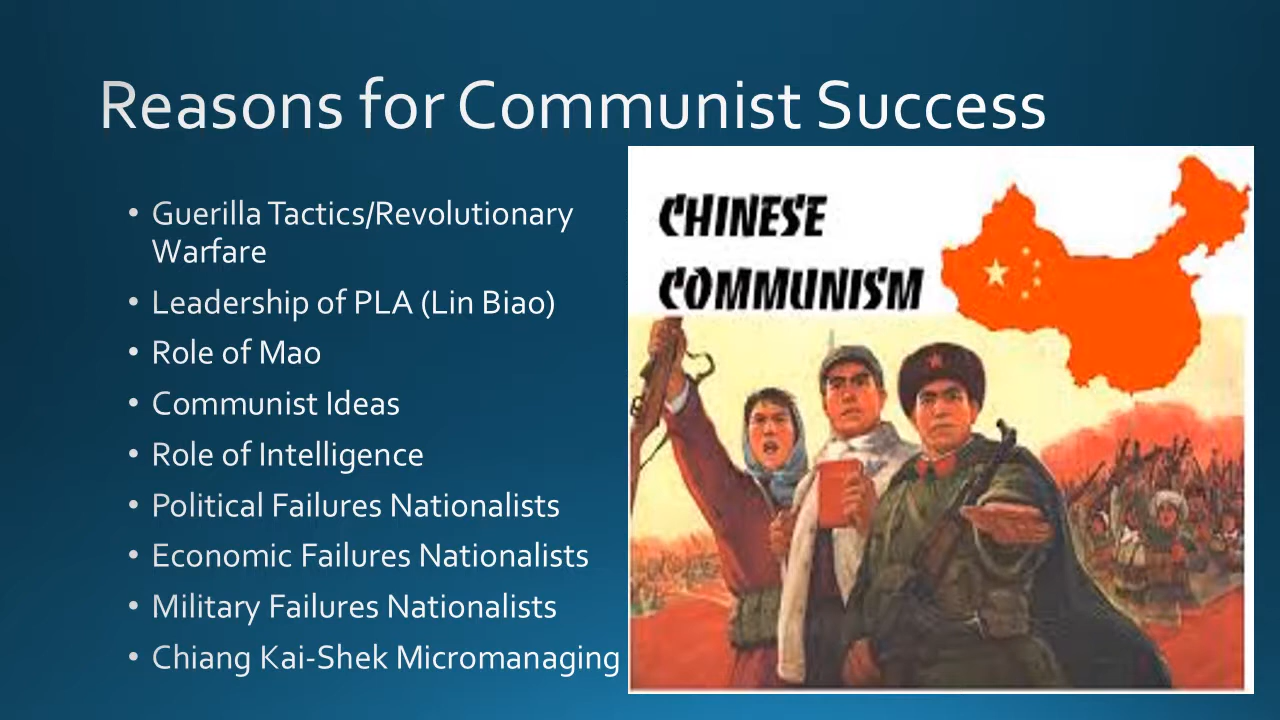 Reasons for Communist Success
• Guerilla Tactics/Revolutionary
Warfare
• Leadership of PLA (Lin Biao)
• Role of Mao
• Communist Ideas
• Role of Intelligence
• Political Failures Nationalists
• Economic Failures Nationalists
• Military Failures Nationalists
• Chiang Kai-Shek Micromanaging
CHINESE
COMMUNISM